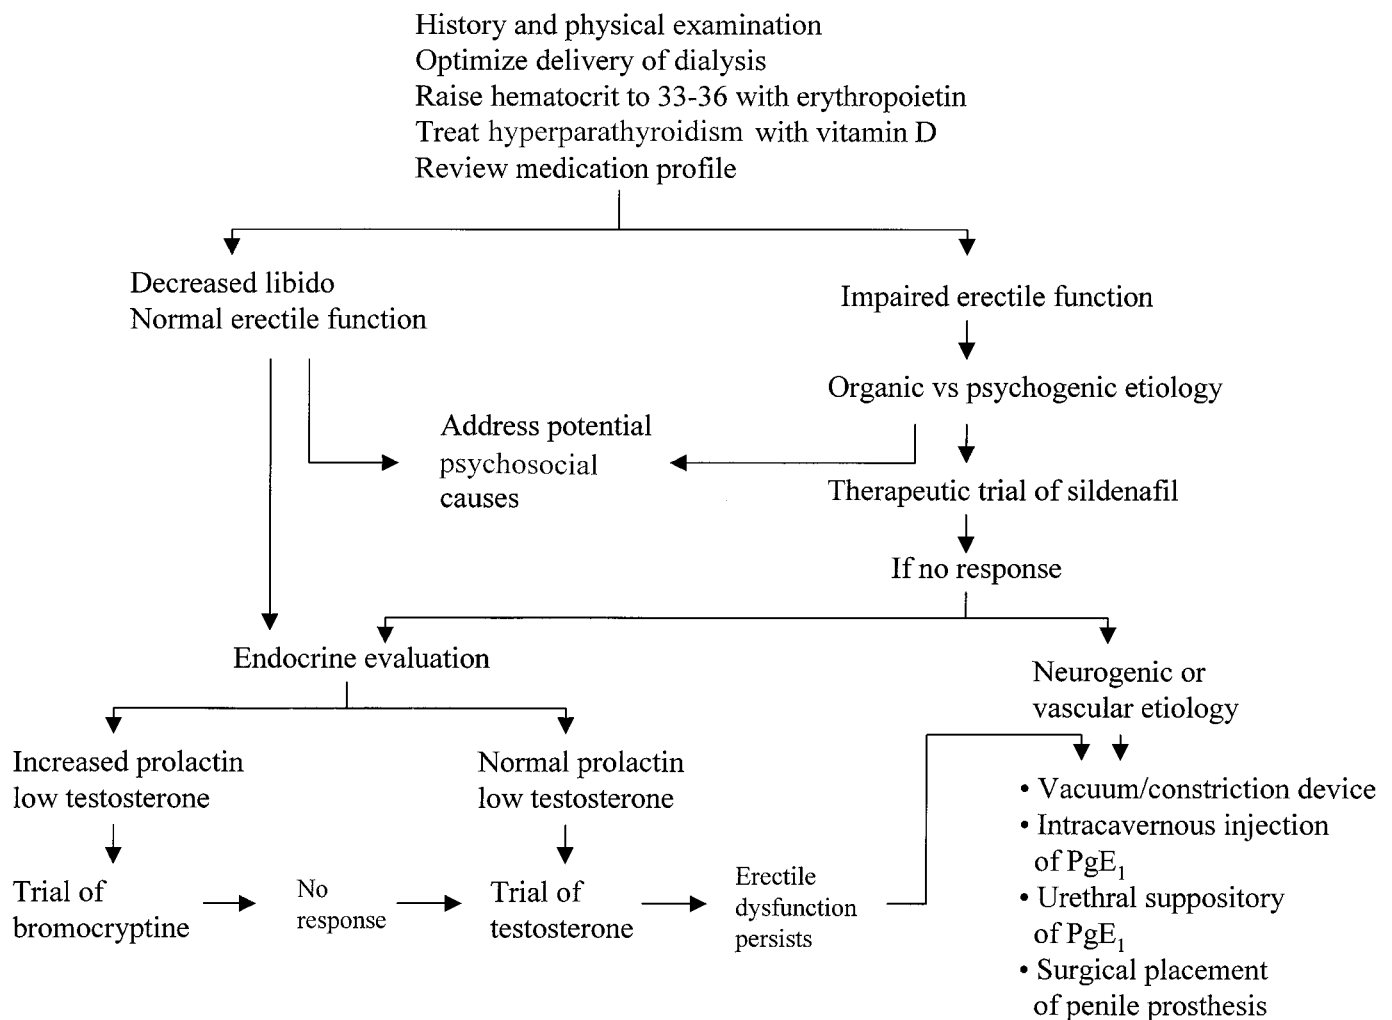 History and physical examination
Optimize delivery of dialysis
Raise hematocrit to 33-36 with erythropoietin
Treat hyperparathyroidism with vitamin D
Review medication profile
Decreased libido
Normal erectile function
Impaired erectile function
Organic vs psychogenic etiology
Address potential
psychosocial
causes
Therapeutic trial of sildenafil
If no response
Endocrine evaluation
Neurogenic or
vascular etiology
Increased prolactin
low testosterone
Normal prolactin
low testosterone
Trial of
bromocryptine
No
response
Trial of
testosterone
Erectile
dysfunction
persists
• Vacuum/constriction device
• Intracavernous injection
of PgE₁
• Urethral suppository
of PgE₁
• Surgical placement
of penile prosthesis